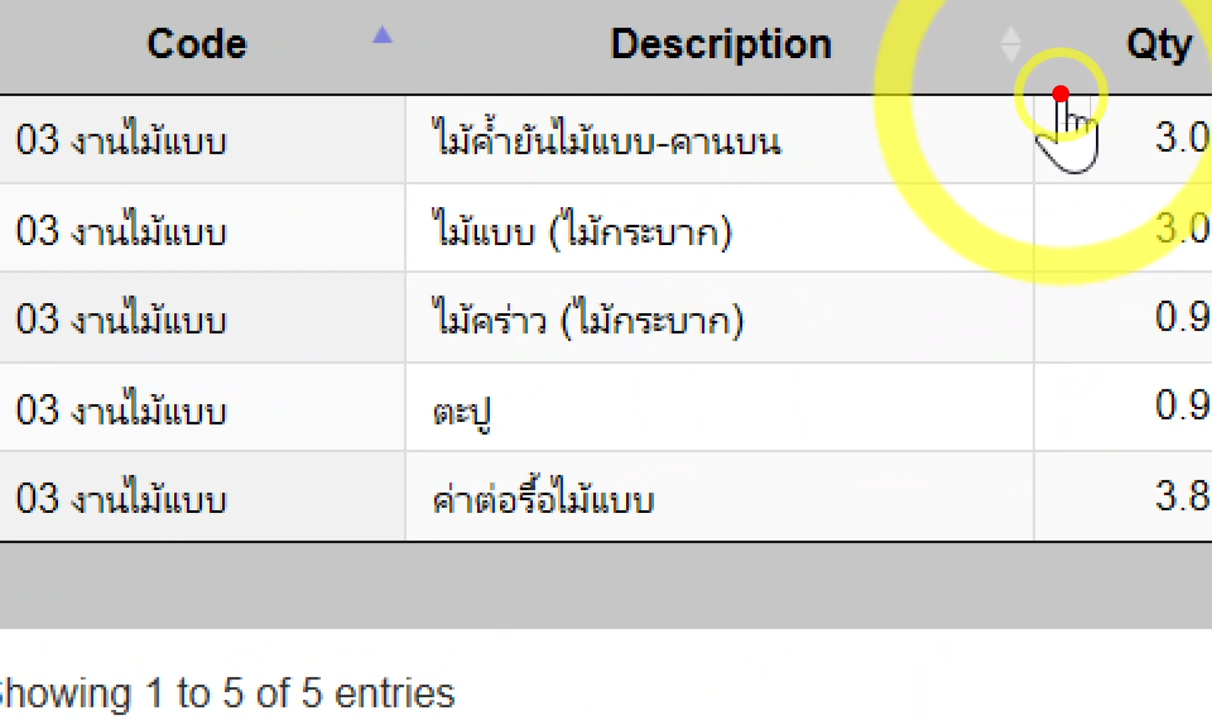 Code Description Qty
03 งานไม้แบบ ไม้ค้ำยันไม้แบบ-คานบน 3.0
03 งานไม้แบบ ไม้แบบ (ไม้กระบาก) 3.0
03 งานไม้แบบ ไม้คร่าว (ไม้กระบาก) 0.9
03 งานไม้แบบ ตะปู 0.9
03 งานไม้แบบ ค่าต่อรื้อไม้แบบ 3.8
Showing 1 to 5 of 5 entries